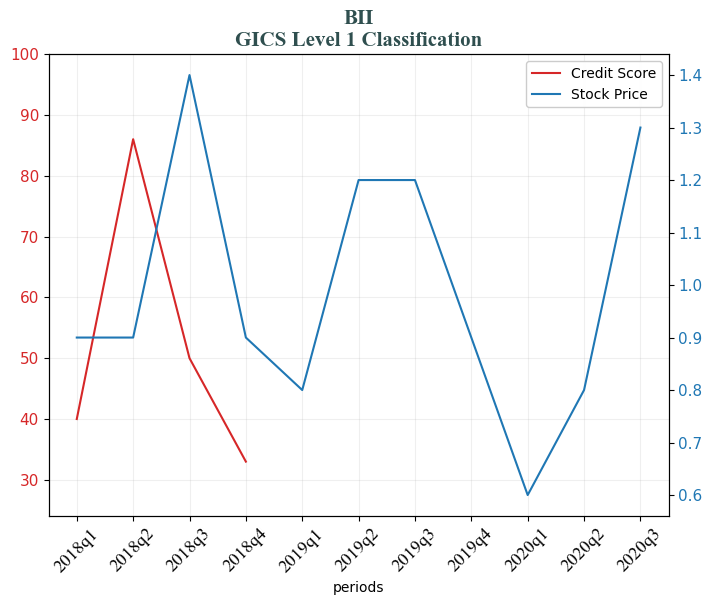 BII
GICS Level 1 Classification
100
90
80
70
60
50
40
30
Credit Score
Stock Price
1.4
1.3
1.2
1.1
1.0
0.9
0.8
0.7
0.6
2018q1
2018q2
2018q3
2018q4
2019q1
2019q2
2019q3
2019q4
2020q1
2020q2
2020q3
periods